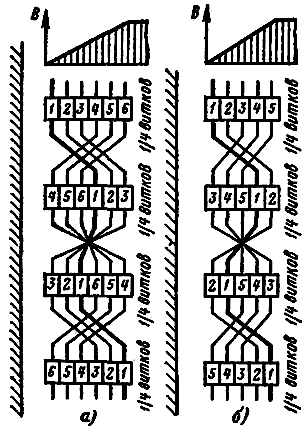 В
В
1 2 3 4 5 6
1/4 витков
1 2 3 4 5
1/4 витков
4 5 6 1 2 3
1/4 витков
3 4 5 1 2
1/4 витков
3 2 1 6 5 4
1/4 витков
2 1 5 4 3
1/4 витков
6 5 4 3 2 1
1/4 витков
5 4 3 2 1
1/4 витков
а)
б)